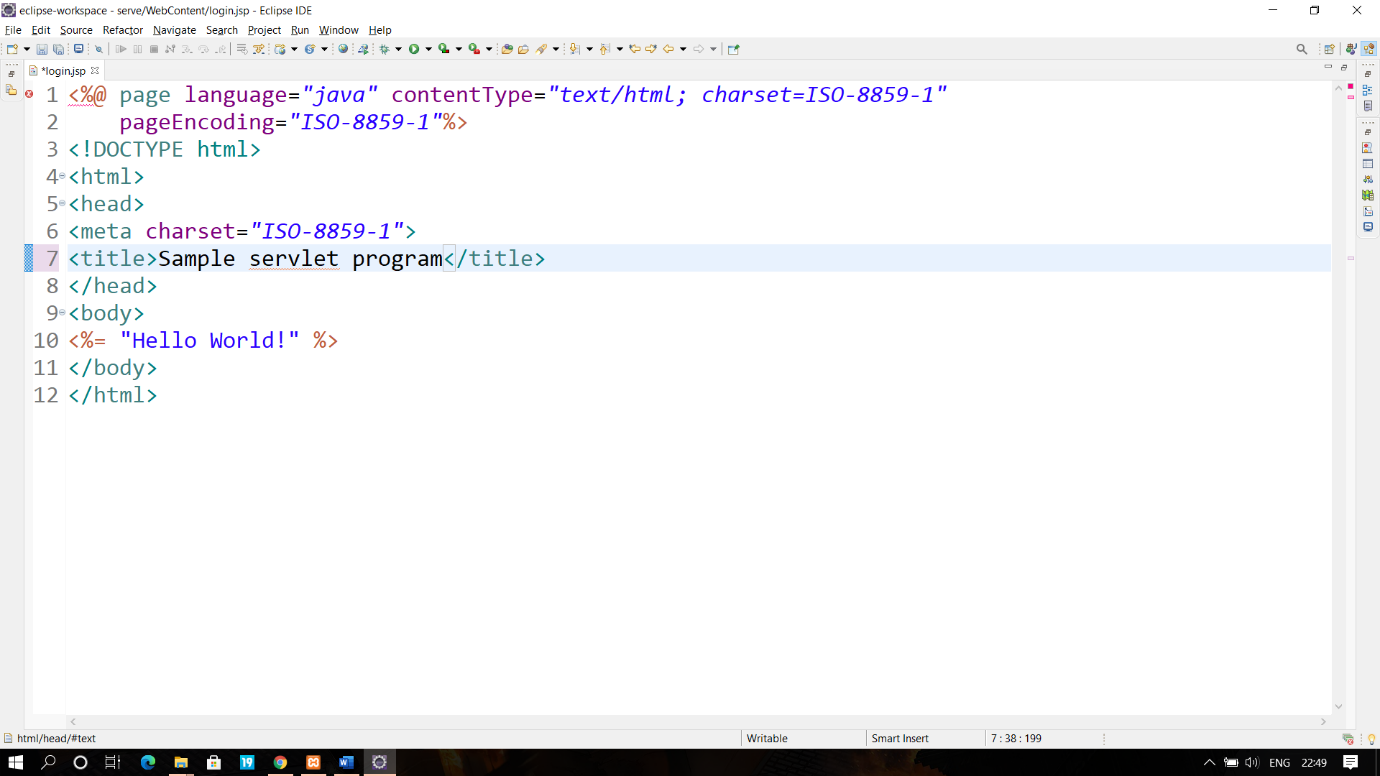 eclipse-workspace - serve/WebContent/login.jsp - Eclipse IDE
File Edit Source Refactor Navigate Search Project Run Window Help
*login.jsp
1 <%@ page language="java" contentType="text/html; charset=ISO-8859-1"
2     pageEncoding="ISO-8859-1"%>
3 <!DOCTYPE html>
4 <html>
5 <head>
6 <meta charset="ISO-8859-1">
7 <title>Sample servlet program</title>
8 </head>
9 <body>
10 <%= "Hello World!" %>
11 </body>
12 </html>
html/head/#text Writable Smart Insert 7 : 38 : 199
19 W ENG 22:49